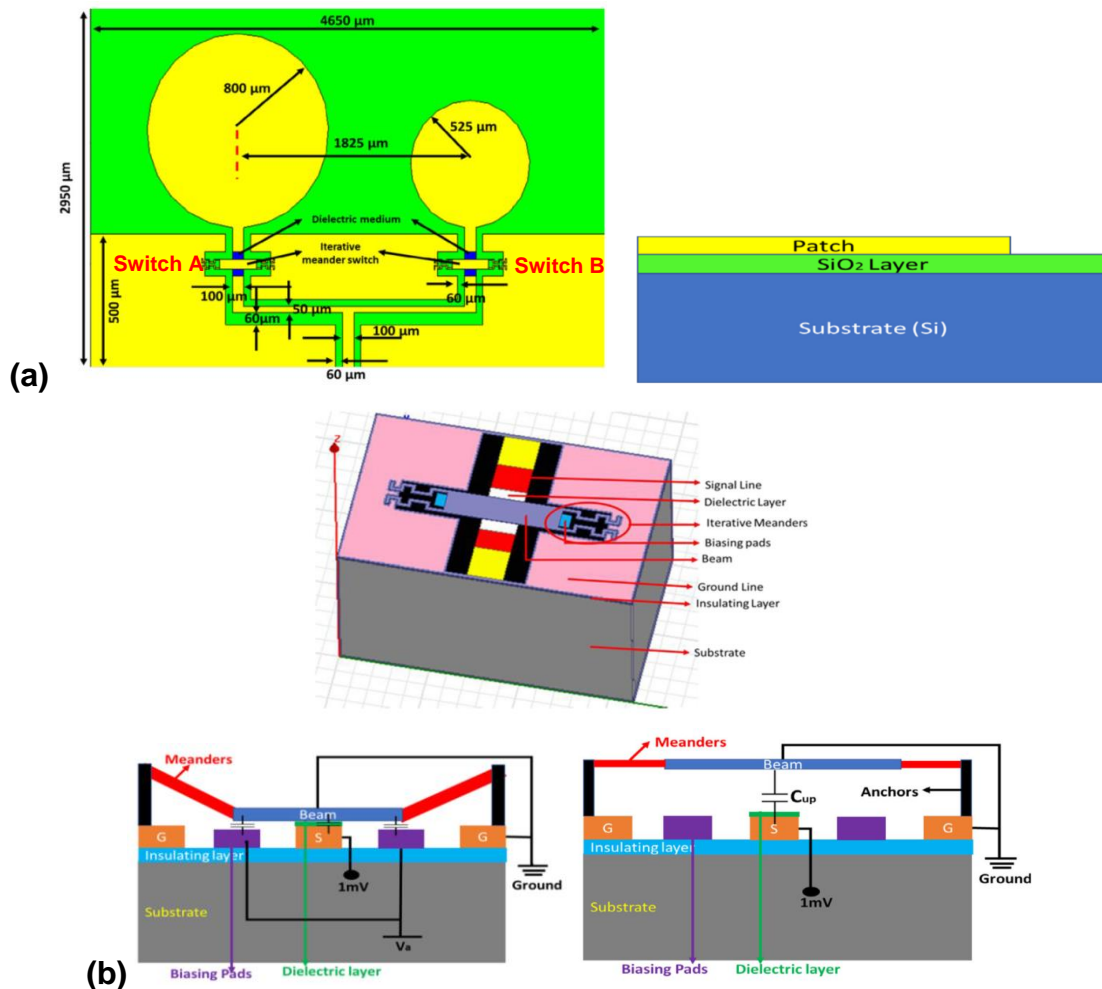 4650 µm
2950 µm
800 µm
525 µm
1825 µm
Dielectric medium
Iterative
meander switch
Switch A
Switch B
500 µm
100 µm
50 µm
60 µm
60µm
100 µm
60 µm
(a)
Patch
SiO₂ Layer
Substrate (Si)
Z
Signal Line
Dielectric Layer
Iterative Meanders
Biasing pads
Beam
Ground Line
Insulating Layer
Substrate
Meanders
Beam
G
S
G
Insulating layer
1mV
Ground
Substrate
Va
Biasing Pads
Dielectric layer
Meanders
Beam
Cup
Anchors
G
S
G
Insulating layer
1mV
Ground
Substrate
Biasing Pads
Dielectric layer
(b)